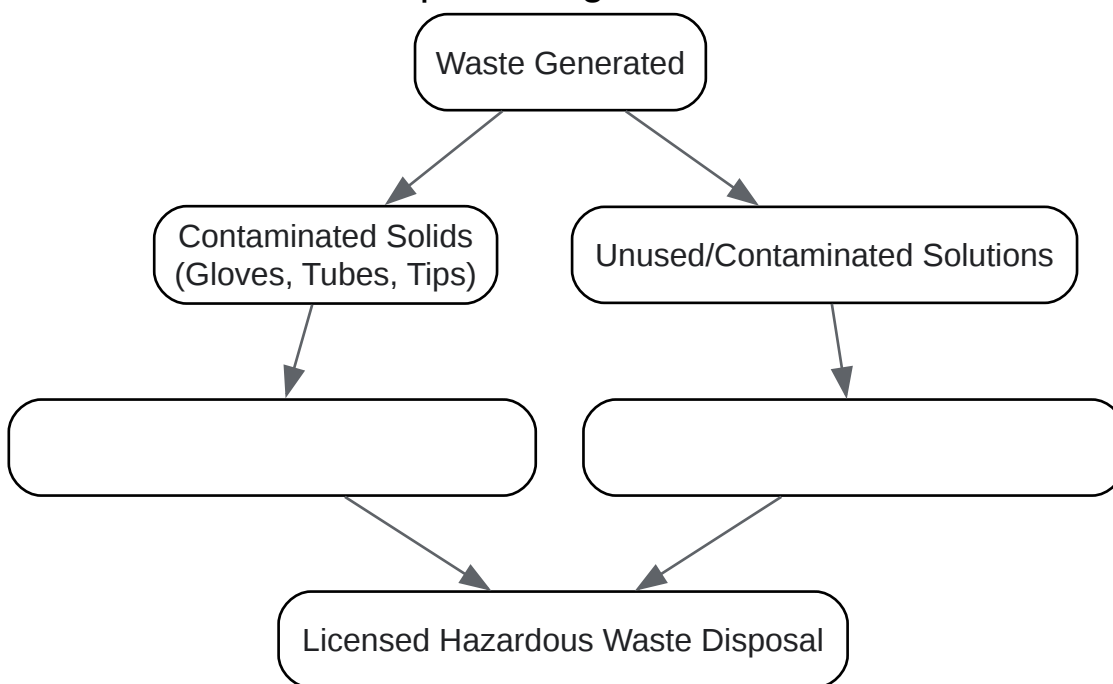 Waste Generated
Contaminated Solids
(Gloves, Tubes, Tips)
Unused/Contaminated Solutions
Licensed Hazardous Waste Disposal